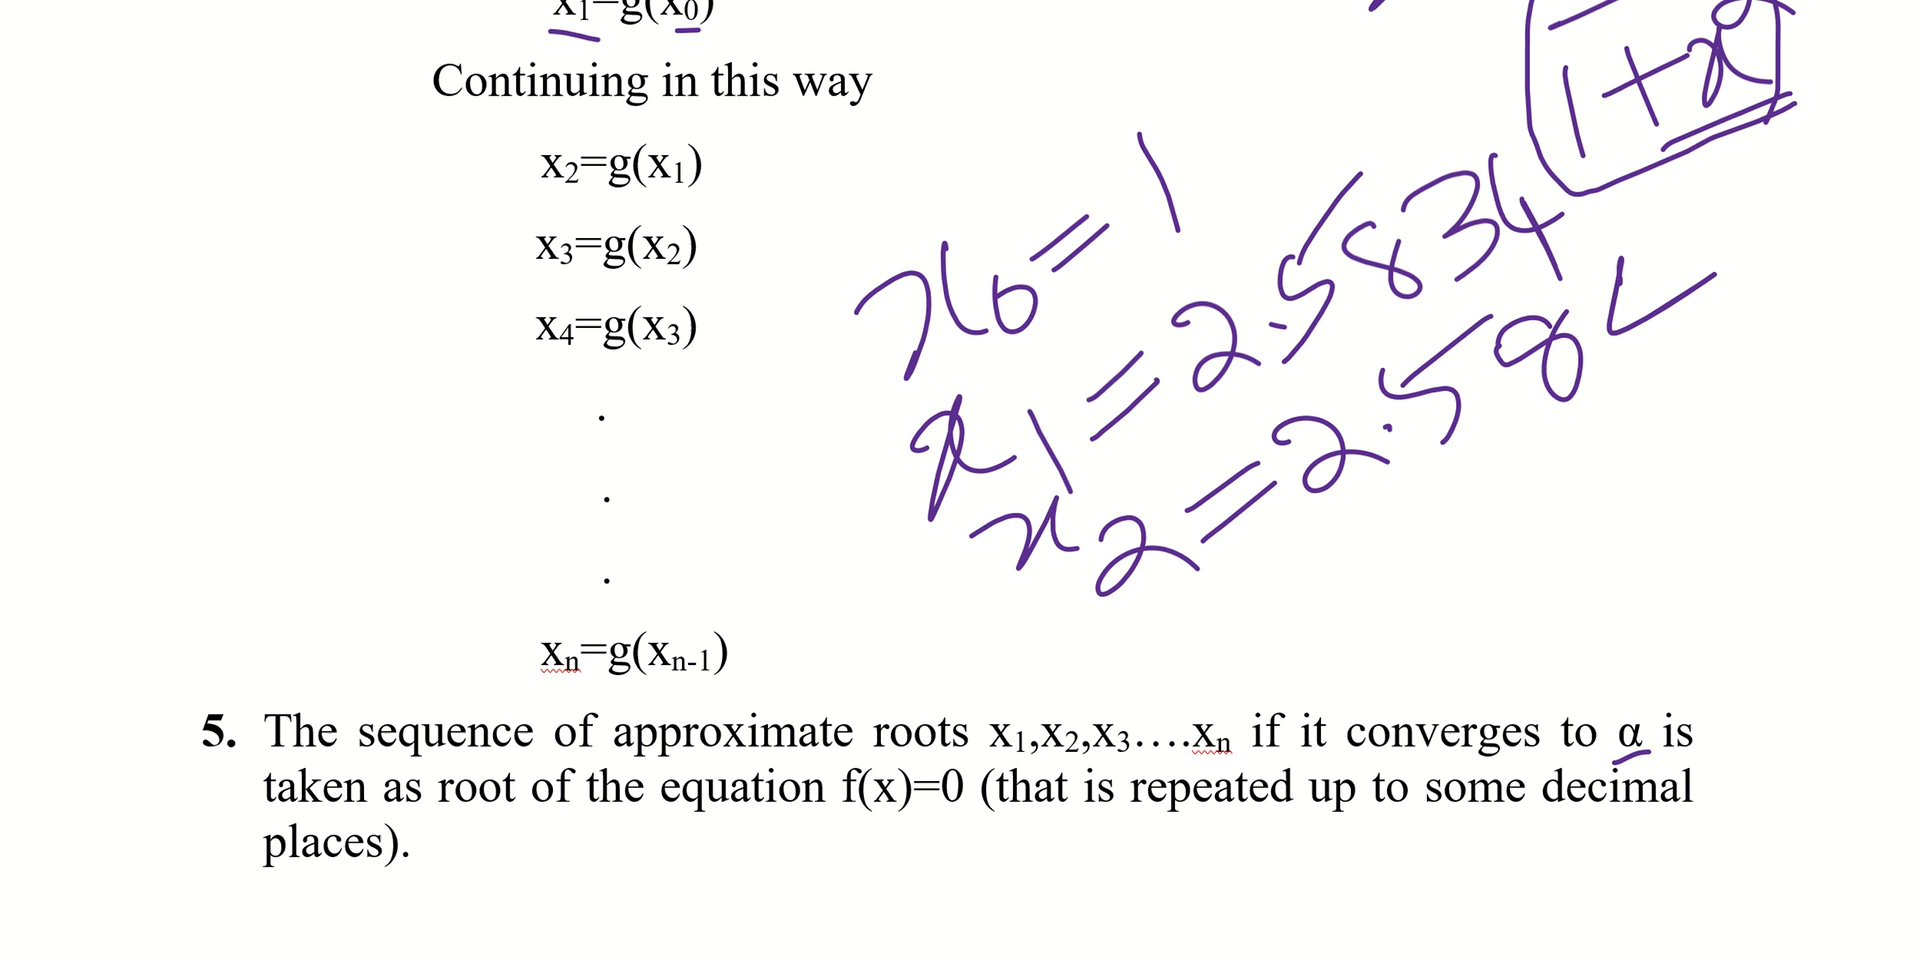 x₁=g(x₀)
Continuing in this way
x₂=g(x₁)
x₃=g(x₂)
x₄=g(x₃)
.
.
.
xₙ=g(xₙ₋₁)
1+x
x₀=1
x₁=2.5834
x₂=2.58
5. The sequence of approximate roots x₁,x₂,x₃….xₙ if it converges to α is
taken as root of the equation f(x)=0 (that is repeated up to some decimal
places).